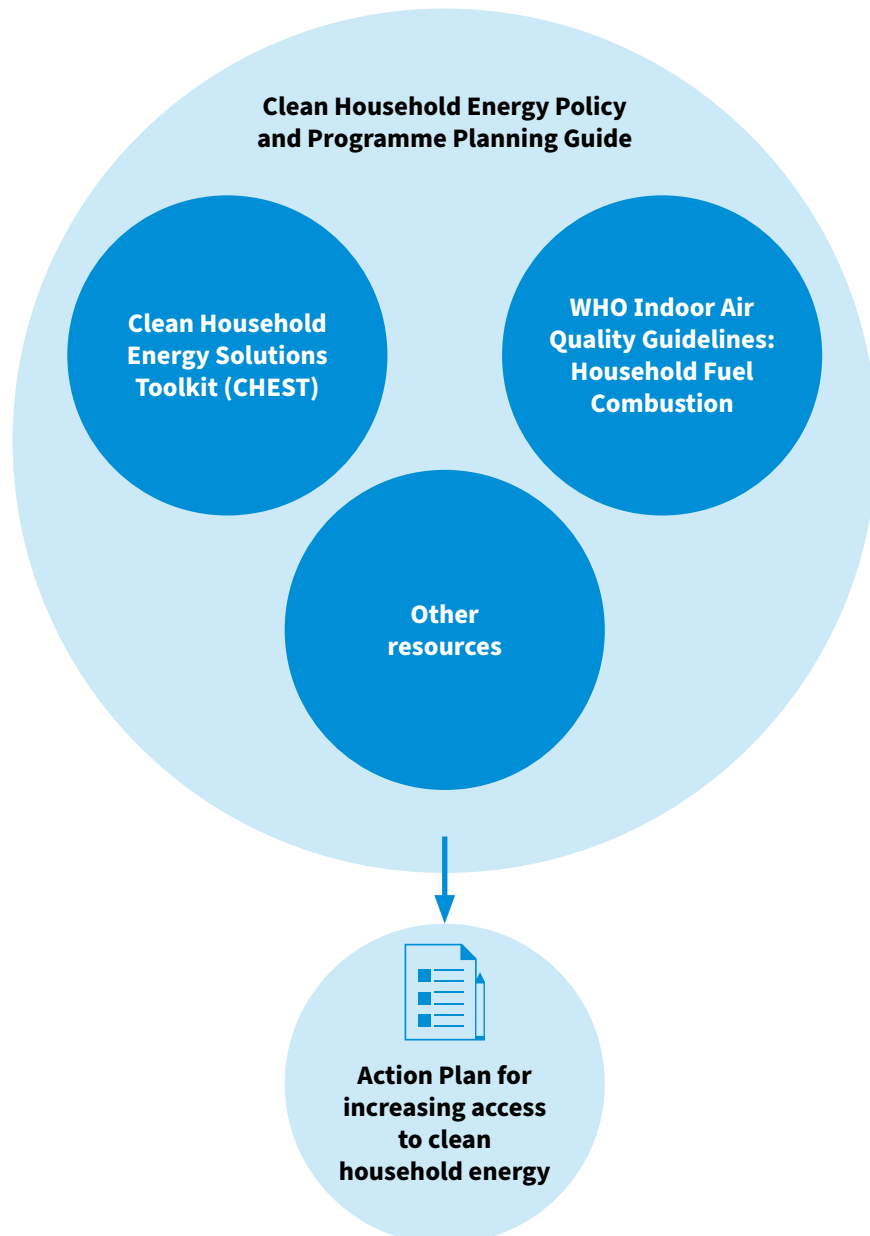 Clean Household Energy Policy
and Programme Planning Guide
Clean Household
Energy Solutions
Toolkit (CHEST)
WHO Indoor Air
Quality Guidelines:
Household Fuel
Combustion
Other
resources
Action Plan for
increasing access
to clean
household energy